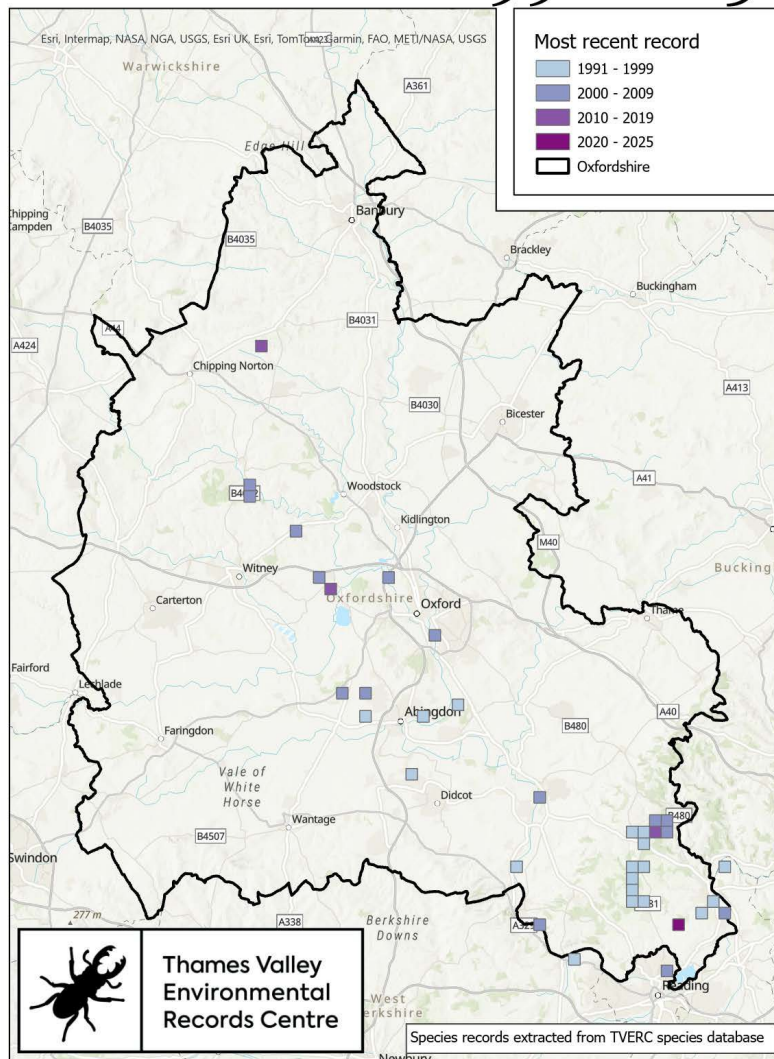 Esri, Intermap, NASA, NGA, USGS, Esri UK, Esri, TomTom, Garmin, FAO, METI/NASA, USGS
Most recent record
1991 - 1999
2000 - 2009
2010 - 2019
2020 - 2025
Oxfordshire
Warwickshire
A361
Edge Hill
Banbury
Chipping
Campden
B4035
B4035
Brackley
Buckingham
B4031
A44
A424
Chipping Norton
A413
B4030
Bicester
A41
Woodstock
Kidlington
M40
Witney
Oxfordshire
Carterton
Oxford
Thame
Fairford
Lechlade
Abingdon
B480
A40
Faringdon
Vale of
White
Horse
Didcot
B480
Wantage
B4507
Swindon
277 m
A338
Berkshire
Downs
Reading
West
Thames Valley
Environmental
Records Centre
Species records extracted from TVERC species database